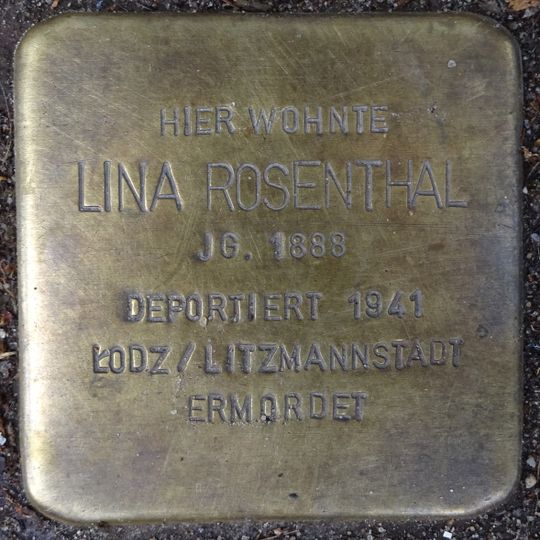 HIER WOHNTE
LINA ROSENTHAL
JG. 1888
DEPORTIERT 1941
ŁODZ/LITZMANNSTADT
ERMORDET